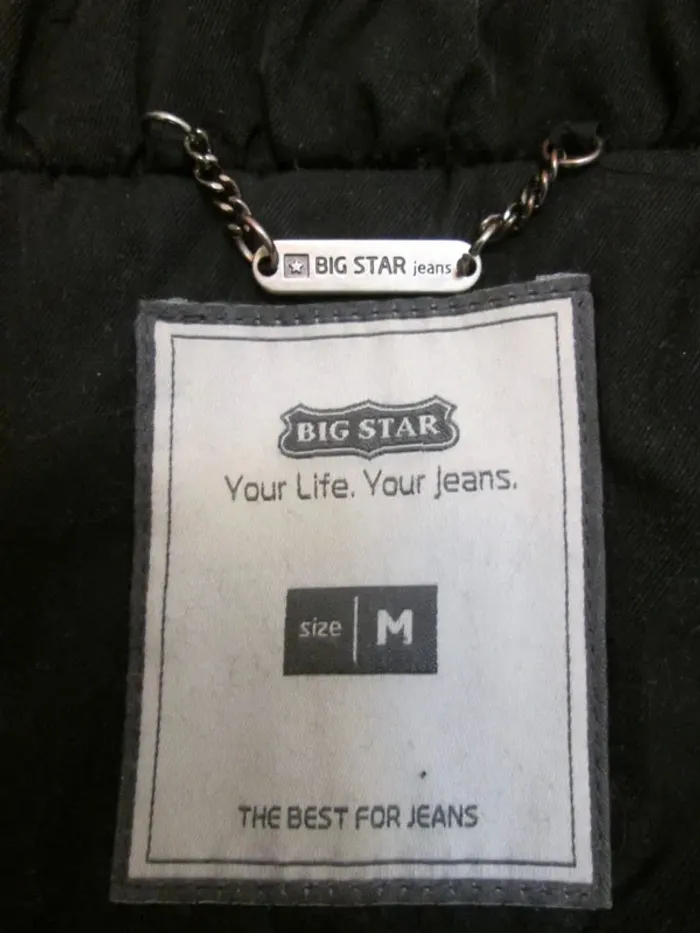 BIG STAR jeans
BIG STAR
Your Life. Your Jeans.
size M
THE BEST FOR JEANS